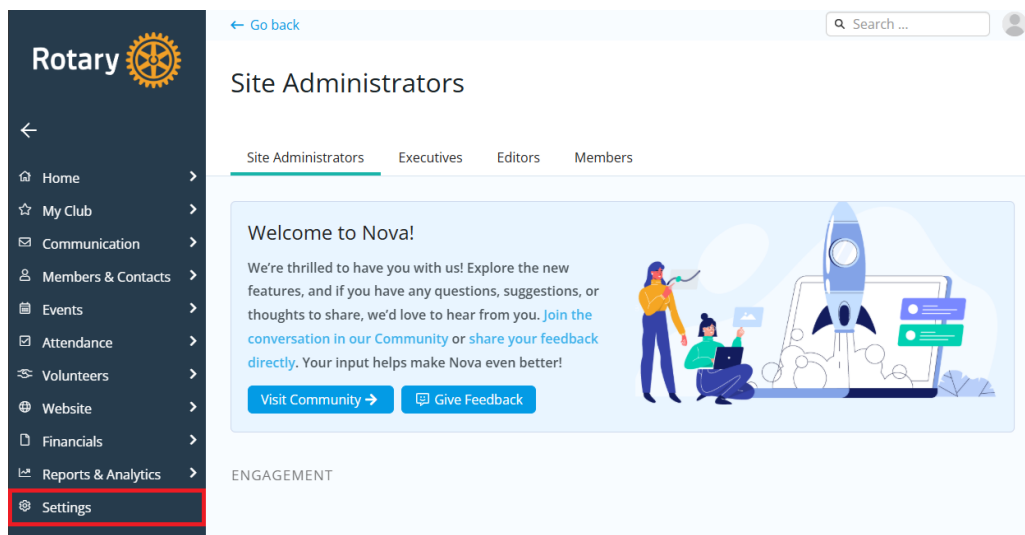 Rotary
Home
My Club
Communication
Members & Contacts
Events
Attendance
Volunteers
Website
Financials
Reports & Analytics
Settings
← Go back
Search ...
Site Administrators
Site Administrators Executives Editors Members
Welcome to Nova!
We're thrilled to have you with us! Explore the new
features, and if you have any questions, suggestions, or
thoughts to share, we'd love to hear from you. Join the
conversation in our Community or share your feedback
directly. Your input helps make Nova even better!
Visit Community → Give Feedback
ENGAGEMENT